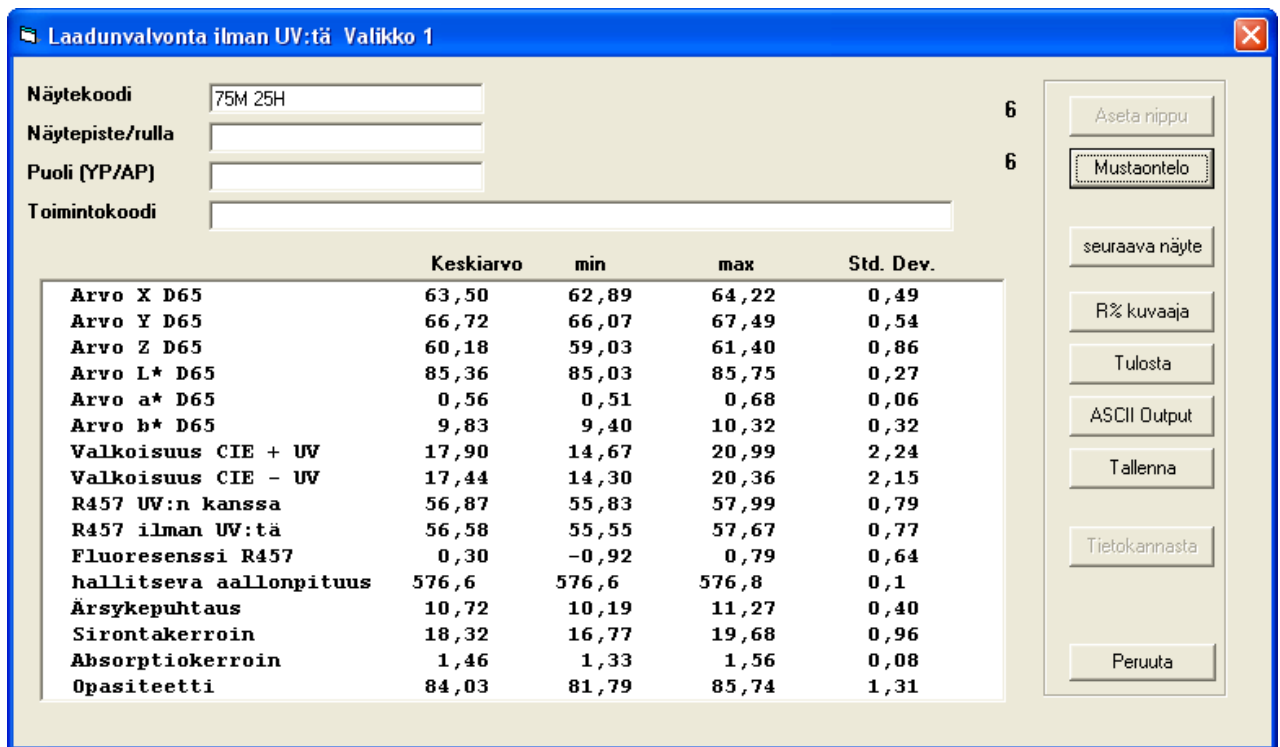 Laadunvalvonta ilman UV:tä Valikko 1
Näytekoodi 75M 25H 6 Aseta nippu
Näytepiste/rulla
Puoli (YP/AP) 6 Mustaontelo
Toimintokoodi
seuraava näyte
Keskiarvo min max Std. Dev.
Arvo X D65 63,50 62,89 64,22 0,49
Arvo Y D65 66,72 66,07 67,49 0,54 R% kuvaaja
Arvo Z D65 60,18 59,03 61,40 0,86
Arvo L* D65 85,36 85,03 85,75 0,27 Tulosta
Arvo a* D65 0,56 0,51 0,68 0,06
Arvo b* D65 9,83 9,40 10,32 0,32 ASCII Output
Valkoisuus CIE + UV 17,90 14,67 20,99 2,24
Valkoisuus CIE - UV 17,44 14,30 20,36 2,15 Tallenna
R457 UV:n kanssa 56,87 55,83 57,99 0,79
R457 ilman UV:tä 56,58 55,55 57,67 0,77
Fluoresenssi R457 0,30 -0,92 0,79 0,64 Tietokannasta
hallitseva aallonpituus 576,6 576,6 576,8 0,1
Ärsykepuhtaus 10,72 10,19 11,27 0,40
Sirontakerroin 18,32 16,77 19,68 0,96
Absorptiokerroin 1,46 1,33 1,56 0,08 Peruuta
Opasiteetti 84,03 81,79 85,74 1,31